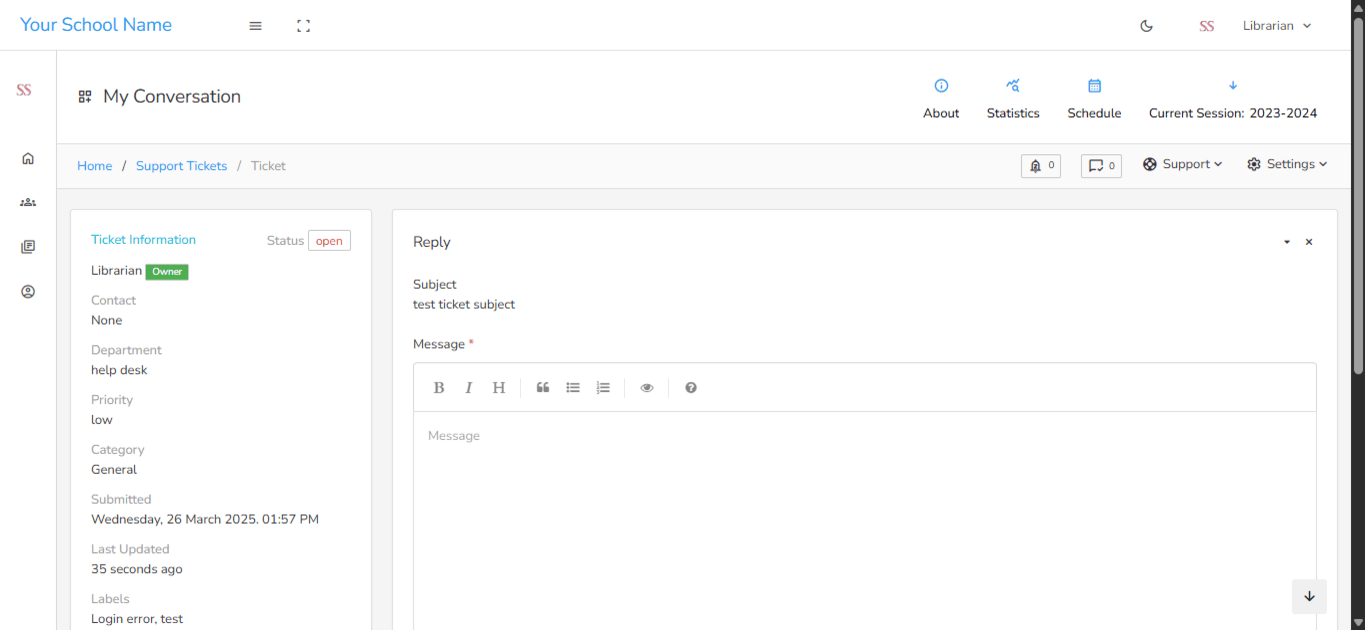 Your School Name
SS
Librarian
SS
My Conversation
About
Statistics
Schedule
Current Session: 2023-2024
Home / Support Tickets / Ticket
0
0
Support
Settings
Ticket Information
Status open
Librarian Owner
Contact
None
Department
help desk
Priority
low
Category
General
Submitted
Wednesday, 26 March 2025. 01:57 PM
Last Updated
35 seconds ago
Labels
Login error, test
Reply
Subject
test ticket subject
Message *
B I H
Message